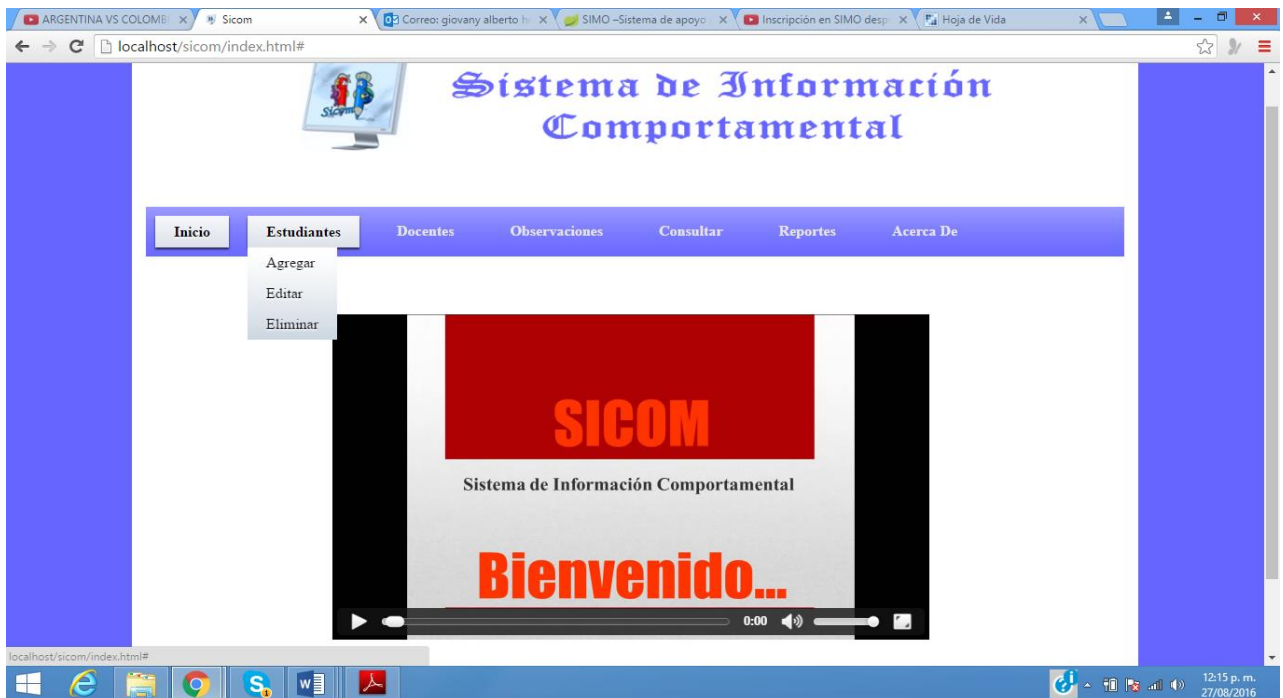 ARGENTINA VS COLOMB
Sicom
Correo: giovany alberto h
SIMO –Sistema de apoyo
Inscripción en SIMO desp
Hoja de Vida
localhost/sicom/index.html#
Sicom
Sistema de Información
Comportamental
Inicio Estudiantes Docentes Observaciones Consultar Reportes Acerca De
Agregar
Editar
Eliminar
SICOM
Sistema de Información Comportamental
Bienvenido...
0:00
localhost/sicom/index.html#
12:15 p. m.
27/08/2016